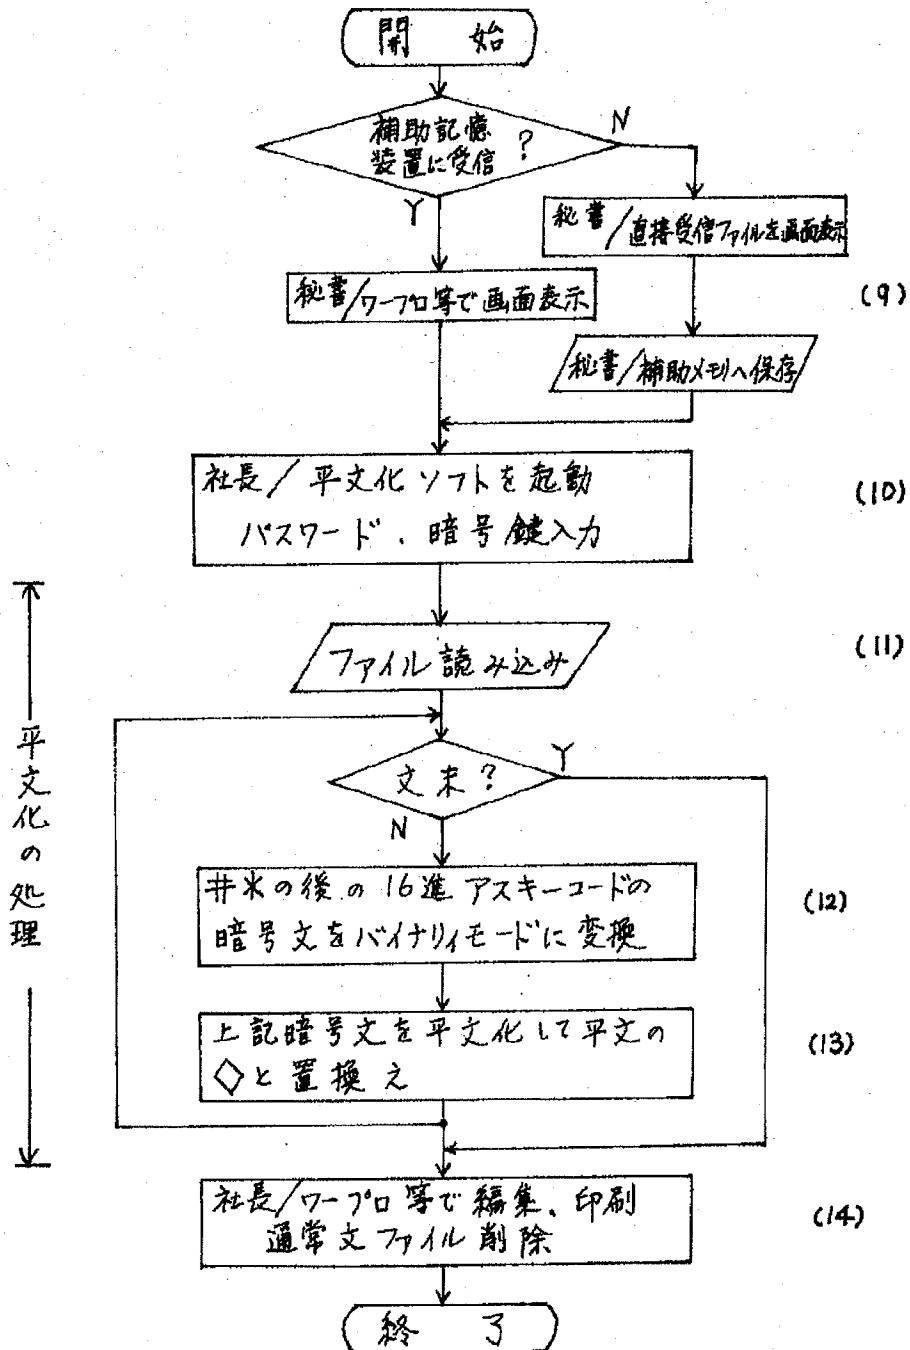 開 始
補助記憶
装置に受信 ?
N
Y
秘書/直接受信ファイルを画面表示
秘書/ワープロ等で画面表示
(9)
秘書/補助メモリへ保存
社長/平文化ソフトを起動
パスワード、暗号鍵入力
(10)
ファイル読み込み
(11)
平文化の処理
文末?
Y
N
井米の後の16進アスキーコードの
暗号文をバイナリィモードに変換
(12)
上記暗号文を平文化して平文の
◇と置換え
(13)
社長/ワープロ等で編集、印刷
通常文ファイル削除
(14)
終 了